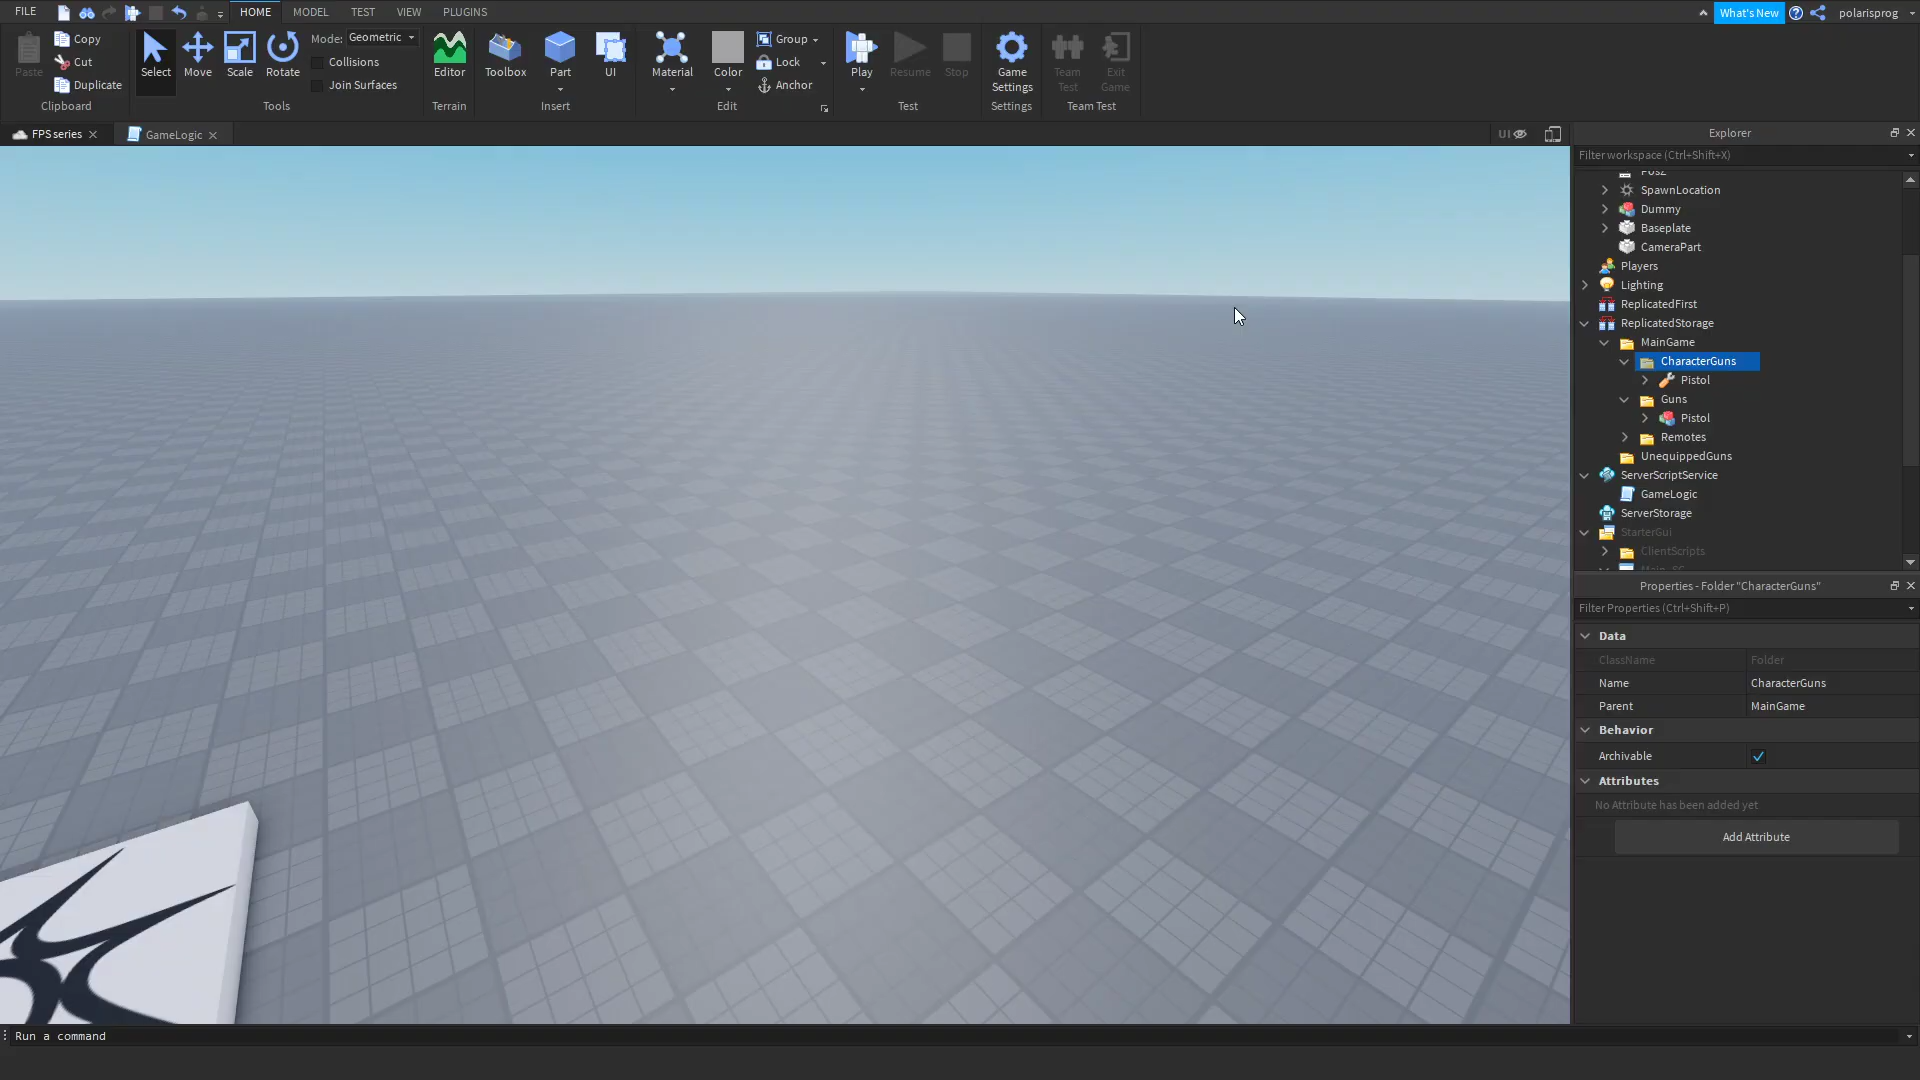 FILE
HOME
MODEL
TEST
VIEW
PLUGINS
What's New
polarisprog
Paste
Copy
Cut
Duplicate
Clipboard
Select
Move
Scale
Rotate
Mode: Geometric
Collisions
Join Surfaces
Tools
Editor
Terrain
Toolbox
Part
UI
Insert
Material
Color
Group
Lock
Anchor
Edit
Play
Resume
Stop
Test
Game
Settings
Settings
Team
Test
Exit
Game
Team Test
FPS series
GameLogic
UI
Explorer
Filter workspace (Ctrl+Shift+X)
PosZ
SpawnLocation
Dummy
Baseplate
CameraPart
Players
Lighting
ReplicatedFirst
ReplicatedStorage
MainGame
CharacterGuns
Pistol
Guns
Pistol
Remotes
UnequippedGuns
ServerScriptService
GameLogic
ServerStorage
StarterGui
ClientScripts
Properties - Folder "CharacterGuns"
Filter Properties (Ctrl+Shift+P)
Data
ClassName Folder
Name CharacterGuns
Parent MainGame
Behavior
Archivable
Attributes
No Attribute has been added yet
Add Attribute
Run a command